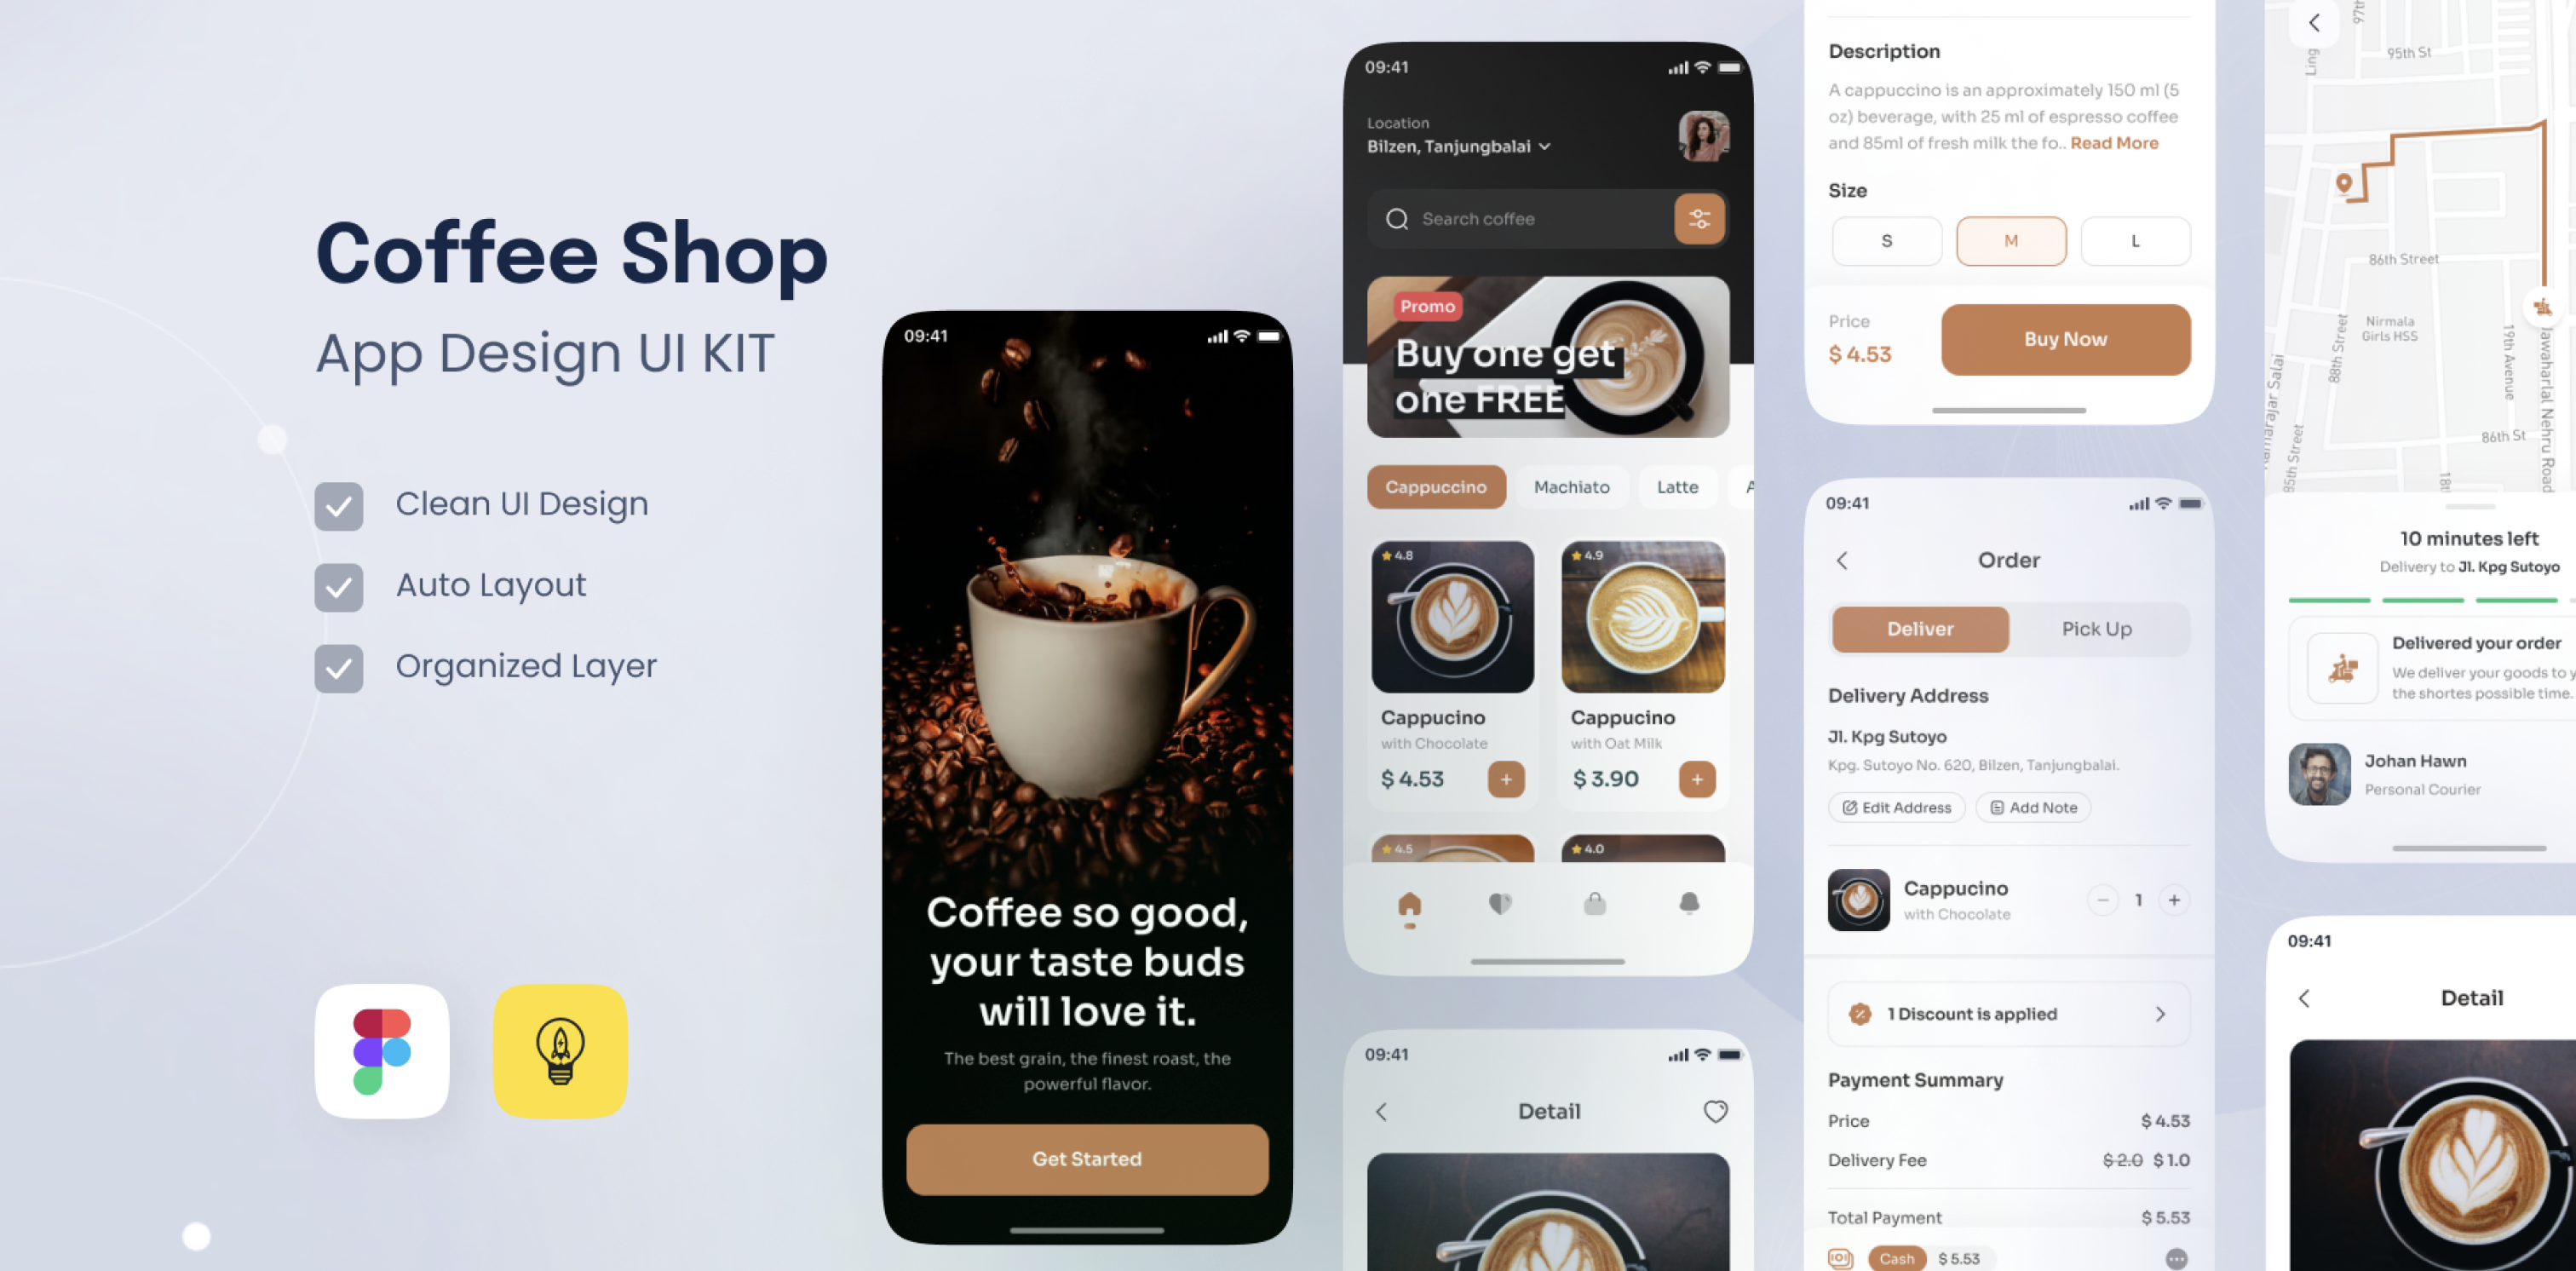 Coffee Shop
App Design UI KIT
Clean UI Design
Auto Layout
Organized Layer
09:41
Coffee so good,
your taste buds
will love it.
The best grain, the finest roast, the
powerful flavor.
Get Started
09:41
Location
Bilzen, Tanjungbalai
Search coffee
Promo
Buy one get
one FREE
Cappuccino Machiato Latte A
4.8 4.9
Cappucino Cappucino
with Chocolate with Oat Milk
$ 4.53 $ 3.90
4.5 4.0
09:41
Detail
Description
A cappuccino is an approximately 150 ml (5
oz) beverage, with 25 ml of espresso coffee
and 85ml of fresh milk the fo.. Read More
Size
S M L
Price
$ 4.53
Buy Now
09:41
Order
Deliver Pick Up
Delivery Address
Jl. Kpg Sutoyo
Kpg. Sutoyo No. 620, Bilzen, Tanjungbalai.
Edit Address Add Note
Cappucino
with Chocolate
1
1 Discount is applied
Payment Summary
Price $ 4.53
Delivery Fee $ 2.0 $ 1.0
Total Payment $ 5.53
Cash $ 5.53
97th
Ling
95th St
86th Street
Nirmala
Girls HSS
88th Street
19th Avenue
Jawaharlal Nehru Road
86th St
85th Street
18th
10 minutes left
Delivery to Jl. Kpg Sutoyo
Delivered your order
We deliver your goods to y
the shortes possible time.
Johan Hawn
Personal Courier
09:41
Detail